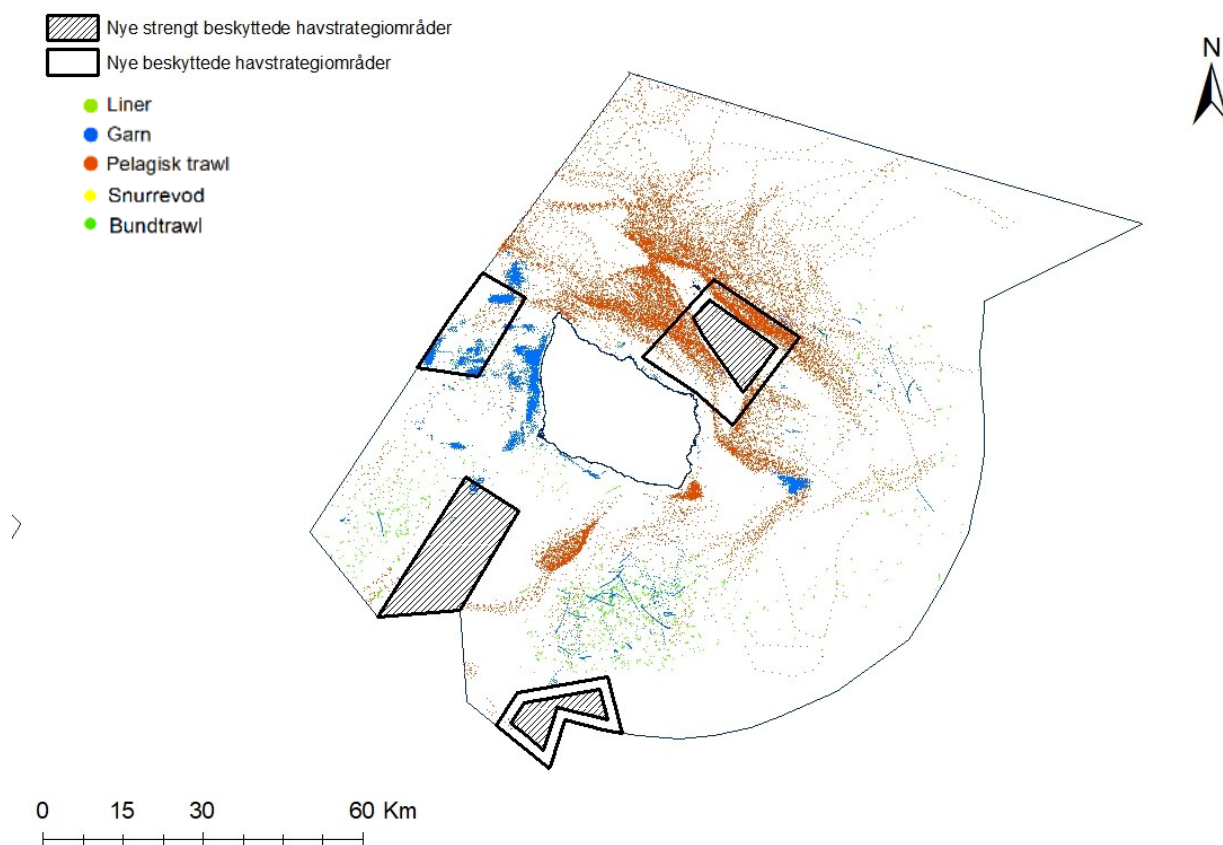 Nye strengt beskyttede havstrategiområder
Nye beskyttede havstrategiområder
N
Liner
Garn
Pelagisk trawl
Snurrevod
Bundtrawl
0 15 30 60 Km